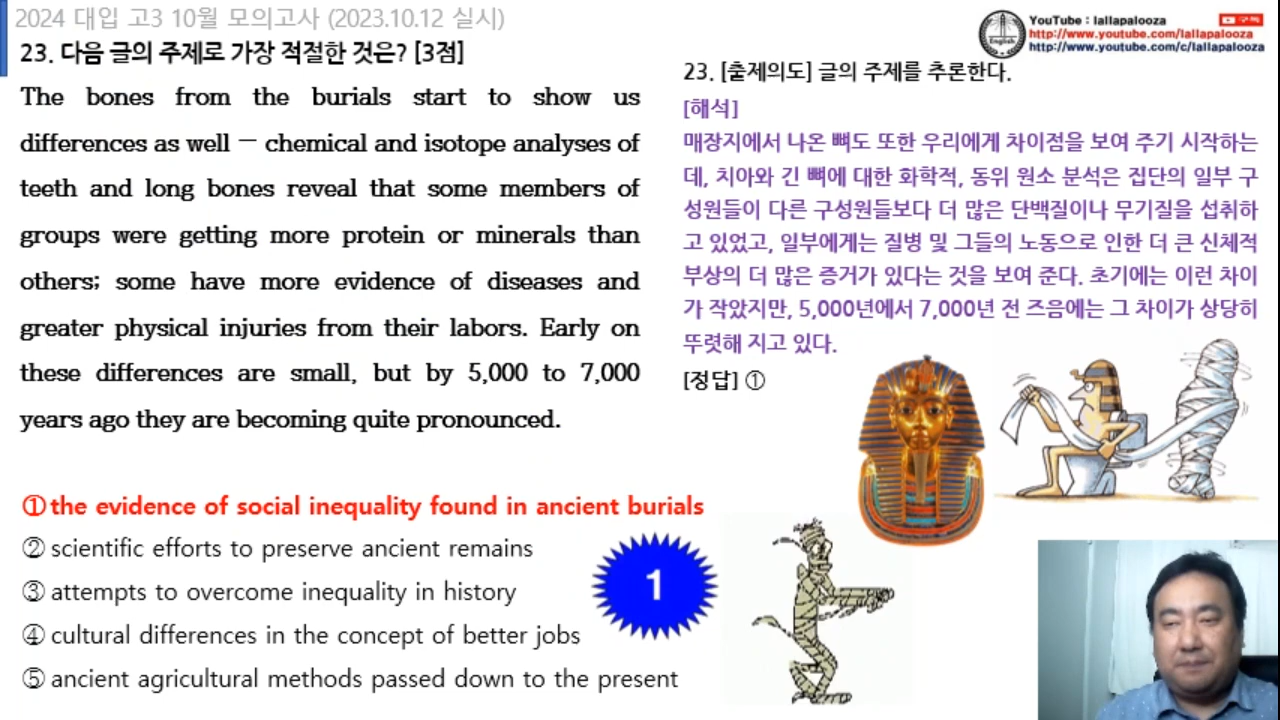 2024 대입 고3 10월 모의고사 (2023.10.12 실시)
23. 다음 글의 주제로 가장 적절한 것은? [3점]
The bones from the burials start to show us
differences as well — chemical and isotope analyses of
teeth and long bones reveal that some members of
groups were getting more protein or minerals than
others; some have more evidence of diseases and
greater physical injuries from their labors. Early on
these differences are small, but by 5,000 to 7,000
years ago they are becoming quite pronounced.
① the evidence of social inequality found in ancient burials
② scientific efforts to preserve ancient remains
③ attempts to overcome inequality in history
④ cultural differences in the concept of better jobs
⑤ ancient agricultural methods passed down to the present
1
English
YouTube : lallapalooza
구독
http://www.youtube.com/lallapalooza
http://www.youtube.com/c/lallapalooza
23. [출제의도] 글의 주제를 추론한다.
[해석]
매장지에서 나온 뼈도 또한 우리에게 차이점을 보여 주기 시작하는
데, 치아와 긴 뼈에 대한 화학적, 동위 원소 분석은 집단의 일부 구
성원들이 다른 구성원들보다 더 많은 단백질이나 무기질을 섭취하
고 있었고, 일부에게는 질병 및 그들의 노동으로 인한 더 큰 신체적
부상의 더 많은 증거가 있다는 것을 보여 준다. 초기에는 이런 차이
가 작았지만, 5,000년에서 7,000년 전 즈음에는 그 차이가 상당히
뚜렷해 지고 있다.
[정답] ①